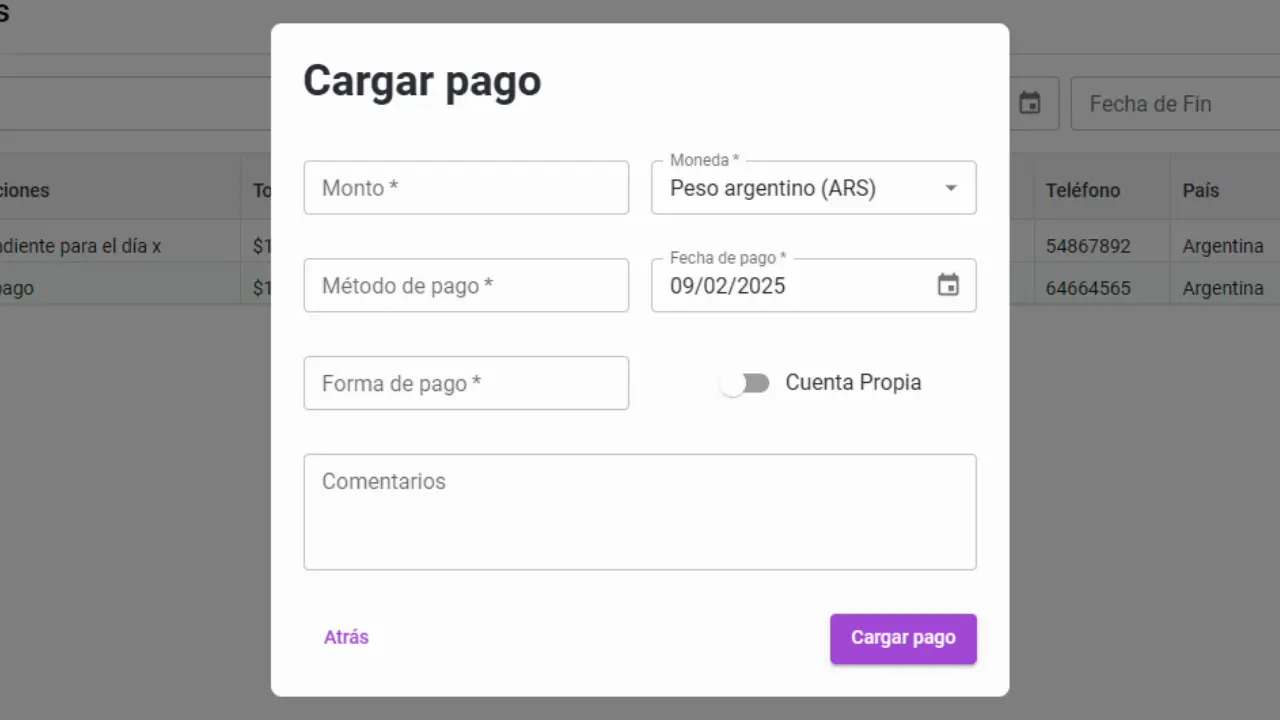 s
Cargar pago
Fecha de Fin
Monto *
Moneda *
Peso argentino (ARS)
ciones
To
Teléfono
País
ndiente para el día x
$1
54867892
Argentina
Método de pago *
Fecha de pago *
09/02/2025
pago
$1
64664565
Argentina
Forma de pago *
Cuenta Propia
Comentarios
Atrás
Cargar pago